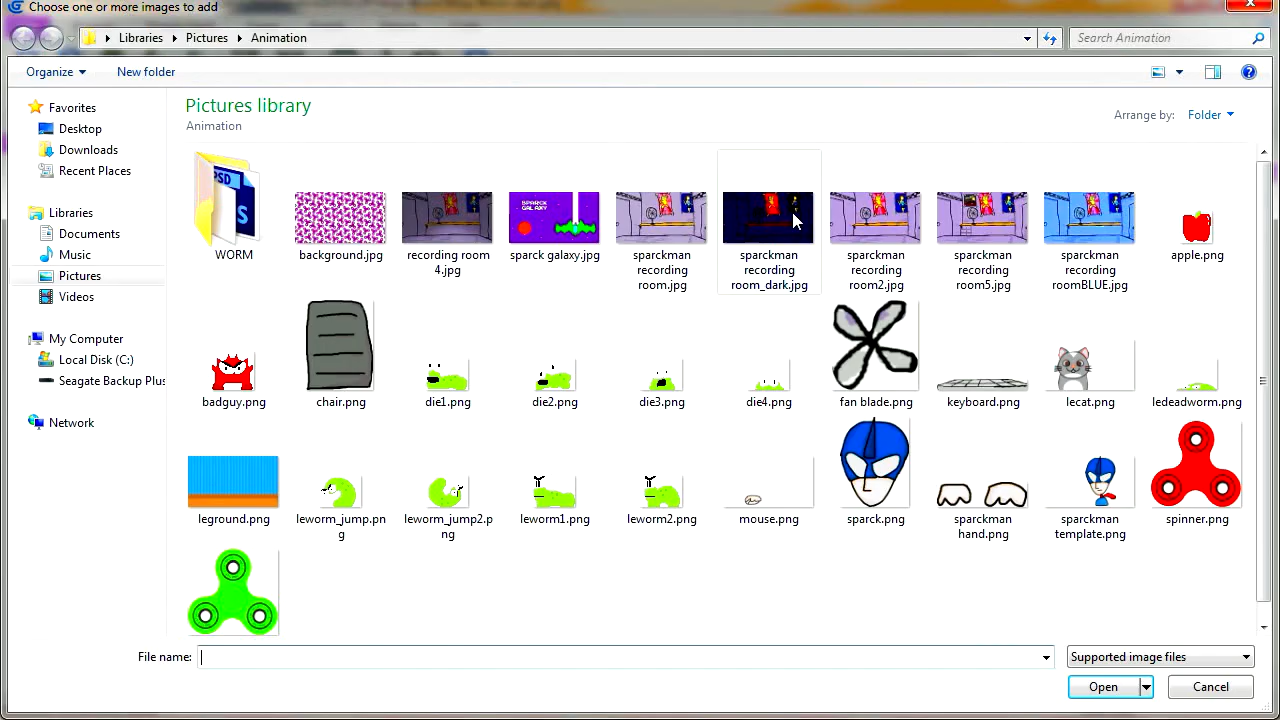 Choose one or more images to add
Libraries
Pictures
Animation
Search Animation
Organize
New folder
Favorites
Desktop
Downloads
Recent Places
Libraries
Documents
Music
Pictures
Videos
My Computer
Local Disk (C:)
Seagate Backup Plus
Network
Pictures library
Animation
Arrange by:
Folder
PSD
S
WORM
background.jpg
recording room
4.jpg
SPARCK
GALAXY
sparck galaxy.jpg
sparckman
recording
room.jpg
sparckman
recording
room_dark.jpg
sparckman
recording
room2.jpg
sparckman
recording
room5.jpg
sparckman
recording
roomBLUE.jpg
apple.png
badguy.png
chair.png
die1.png
die2.png
die3.png
die4.png
fan blade.png
keyboard.png
lecat.png
ledeadworm.png
leground.png
leworm_jump.pn
g
leworm_jump2.p
ng
leworm1.png
leworm2.png
mouse.png
sparck.png
sparckman
hand.png
sparckman
template.png
spinner.png
File name:
Supported image files
Open
Cancel